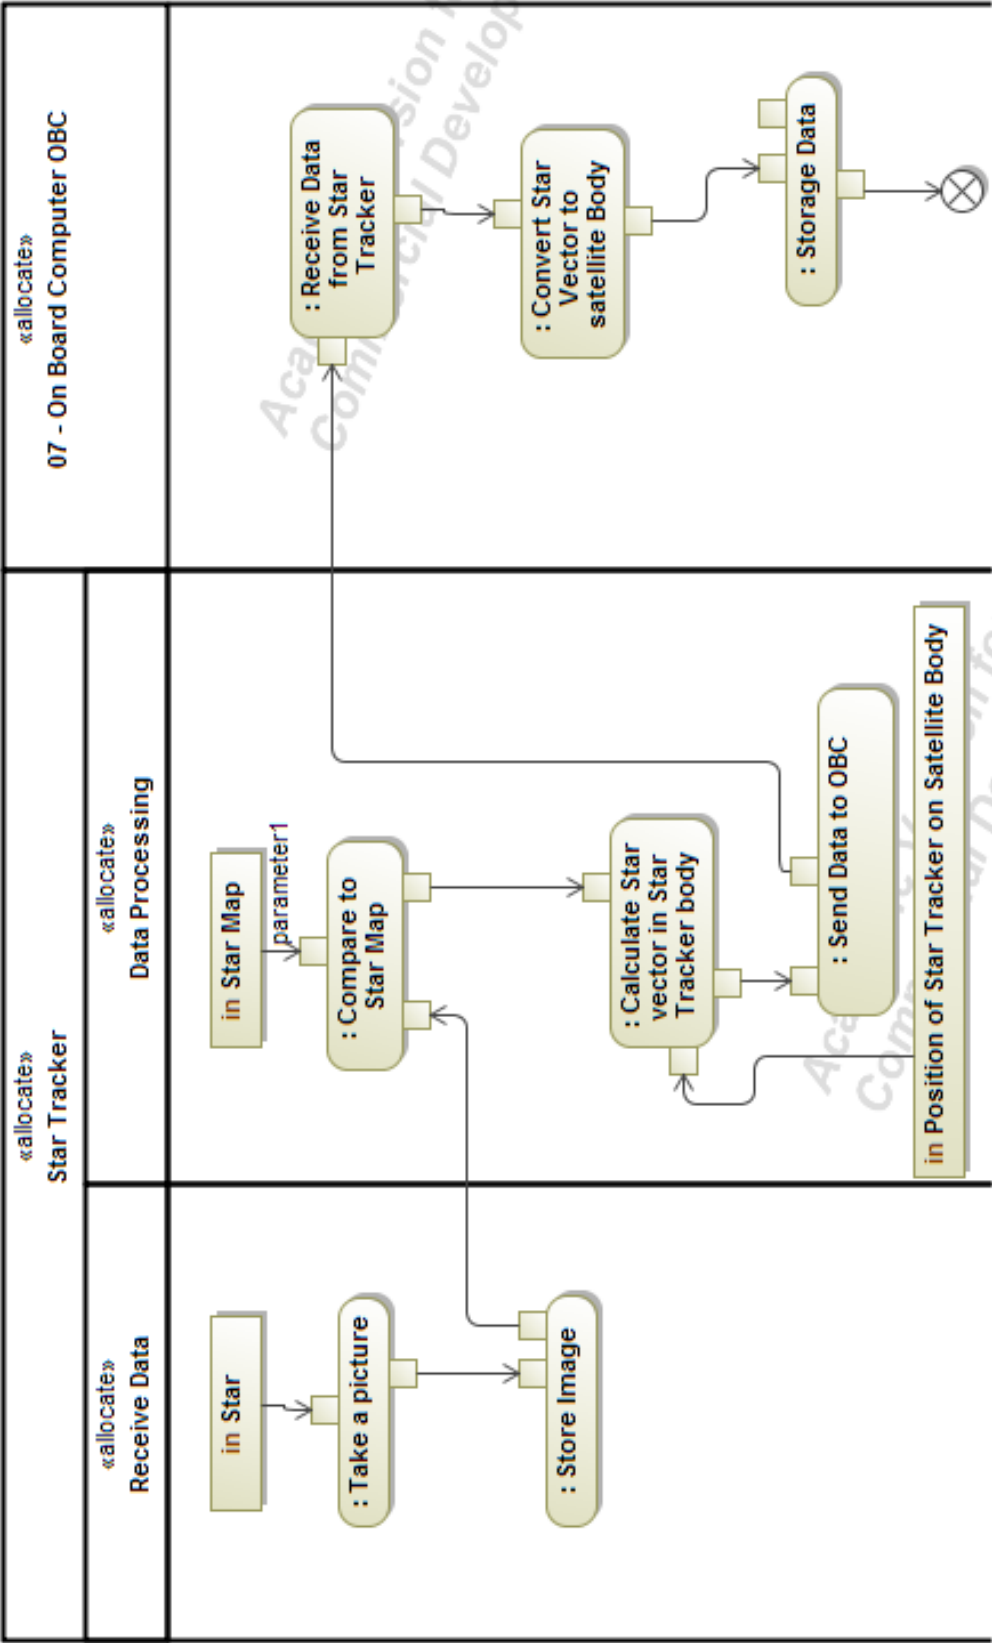 «allocate»
Star Tracker
«allocate»
07 - On Board Computer OBC
«allocate»
Receive Data
«allocate»
Data Processing
in Star
: Take a picture
: Store Image
in Star Map
parameter1
: Compare to
Star Map
: Calculate Star
vector in Star
Tracker body
: Send Data to OBC
in Position of Star Tracker on Satellite Body
: Receive Data
from Star
Tracker
: Convert Star
Vector to
satellite Body
: Storage Data